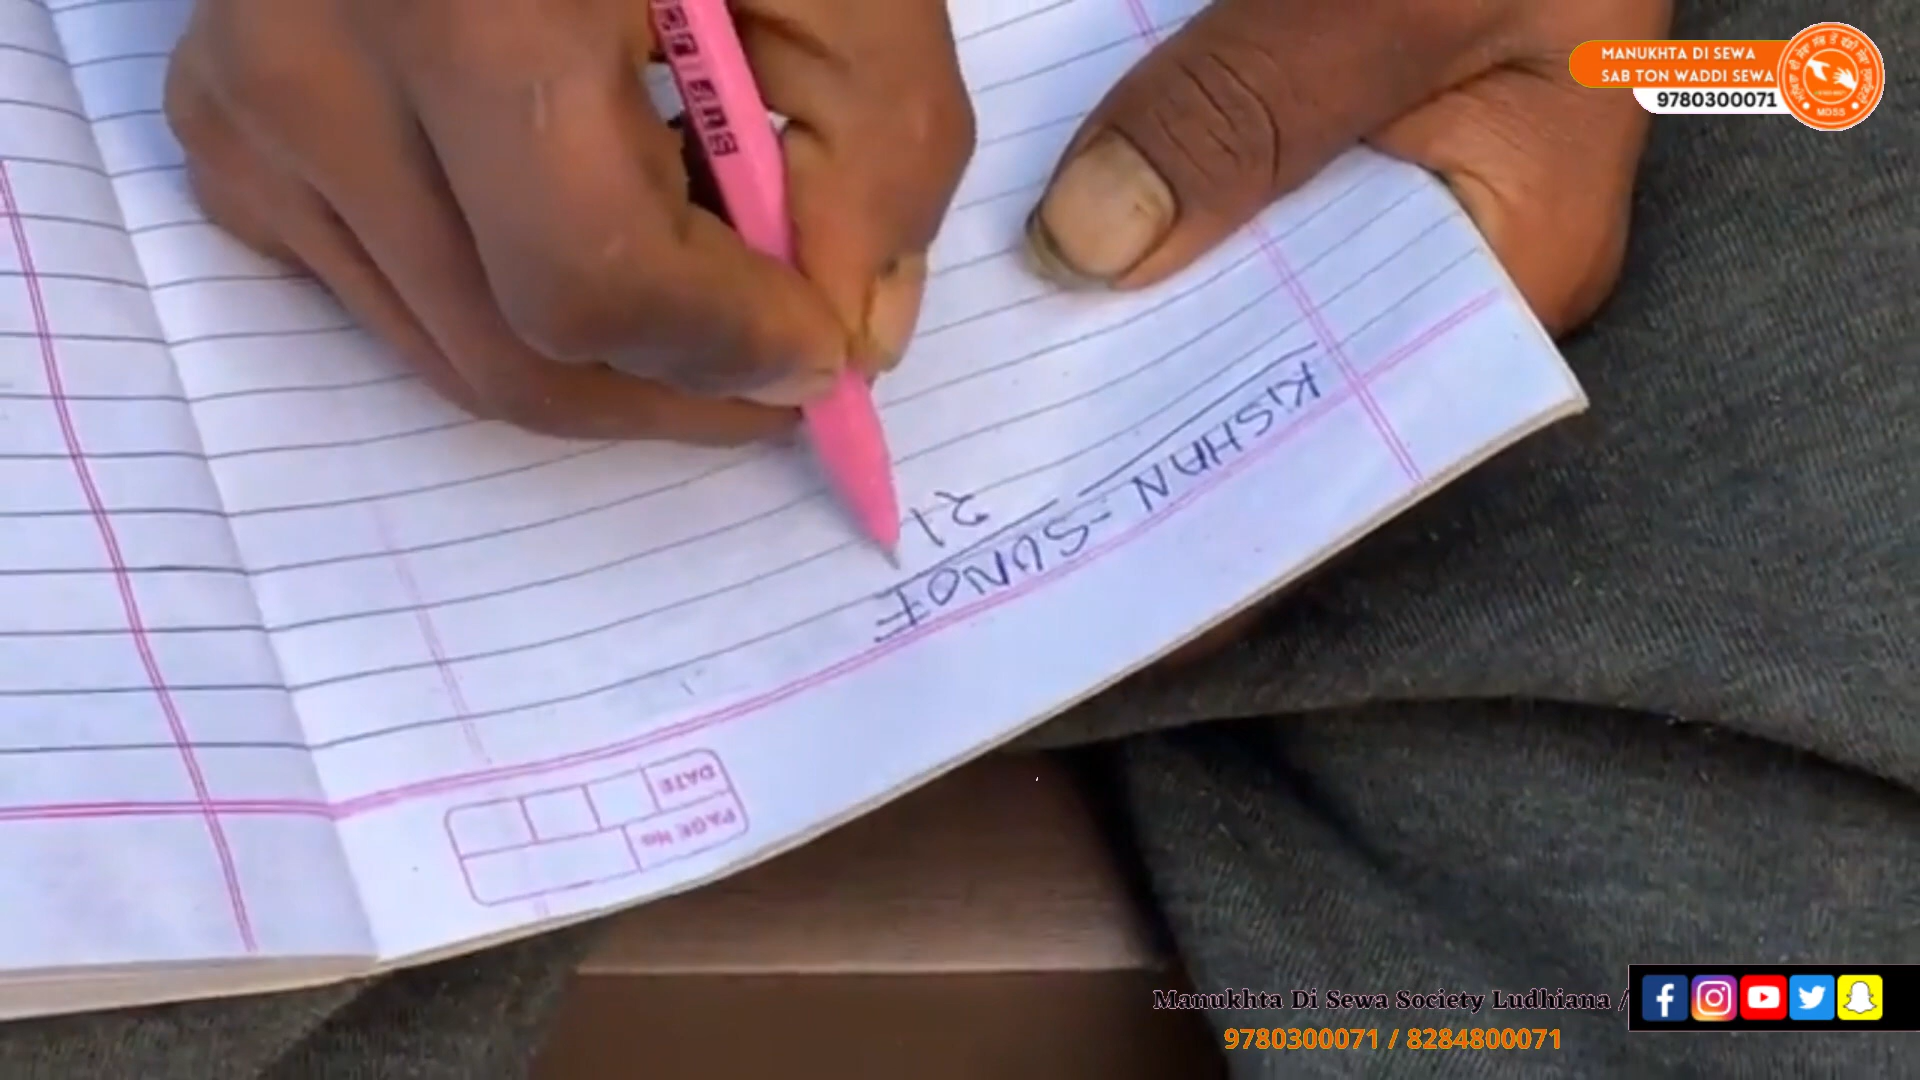 MANUKHTA DI SEWA
SAB TON WADDI SEWA
9780300071
MDSS
KISHAN - SUNOF
21
DATE
PAGE No
Manukhta Di Sewa Society Ludhiana /
9780300071 / 8284800071